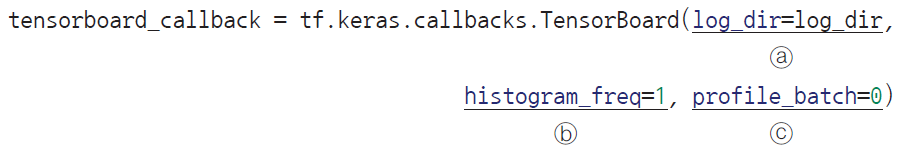 tensorboard_callback = tf.keras.callbacks.TensorBoard(log_dir=log_dir,
ⓐ
histogram_freq=1, profile_batch=0)
ⓑ ⓒ